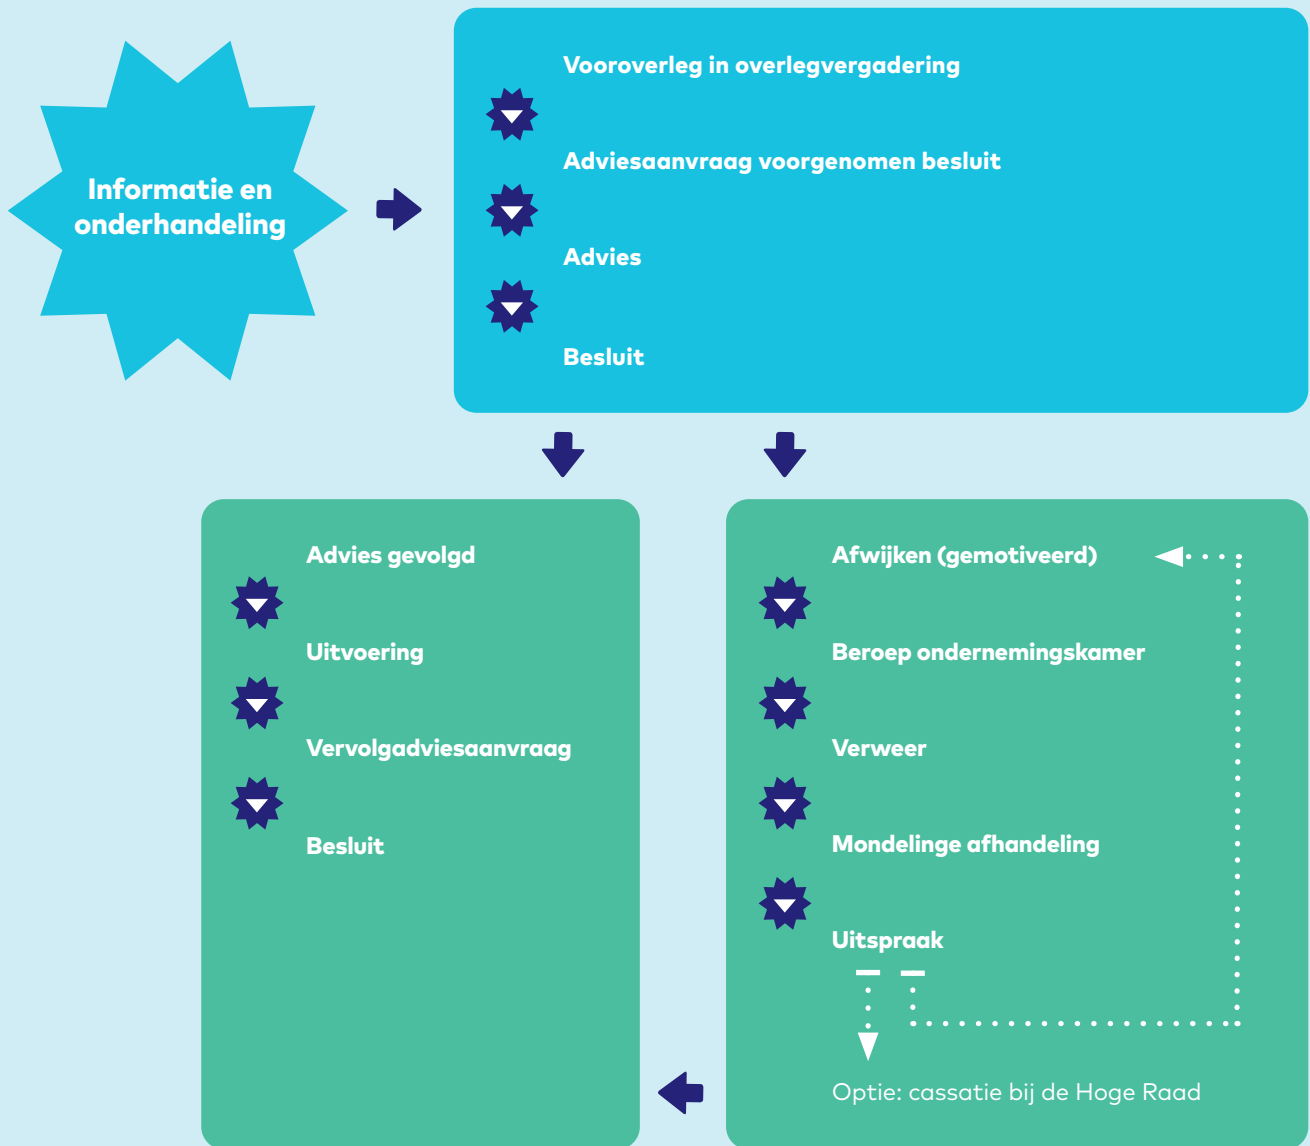 Informatie en
onderhandeling
Vooroverleg in overlegvergadering
Adviesaanvraag voorgenomen besluit
Advies
Besluit
Advies gevolgd
Uitvoering
Vervolgadviesaanvraag
Besluit
Afwijken (gemotiveerd)
Beroep ondernemingskamer
Verweer
Mondelinge afhandeling
Uitspraak
Optie: cassatie bij de Hoge Raad